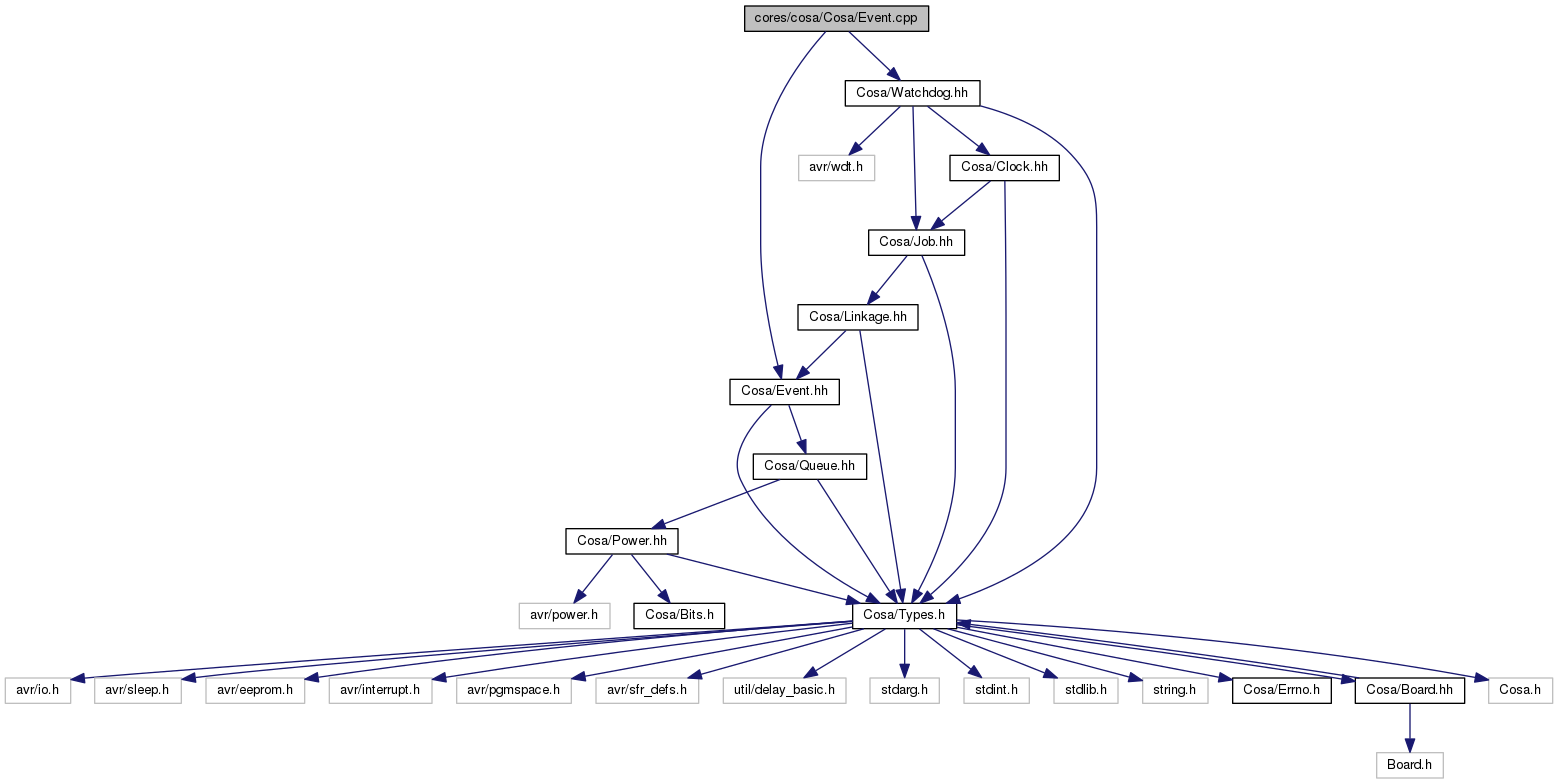 cores/cosa/Cosa/Event.cpp
Cosa/Watchdog.hh
avr/wdt.h
Cosa/Clock.hh
Cosa/Job.hh
Cosa/Linkage.hh
Cosa/Event.hh
Cosa/Queue.hh
Cosa/Power.hh
avr/power.h
Cosa/Bits.h
Cosa/Types.h
avr/io.h
avr/sleep.h
avr/eeprom.h
avr/interrupt.h
avr/pgmspace.h
avr/sfr_defs.h
util/delay_basic.h
stdarg.h
stdint.h
stdlib.h
string.h
Cosa/Errno.h
Cosa/Board.hh
Cosa.h
Board.h